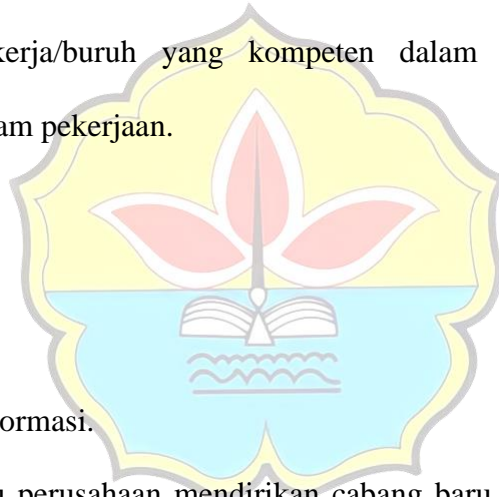 kerja/buruh yang kompeten dalam
am pekerjaan.
ormasi.
perusahaan mendirikan cabang baru